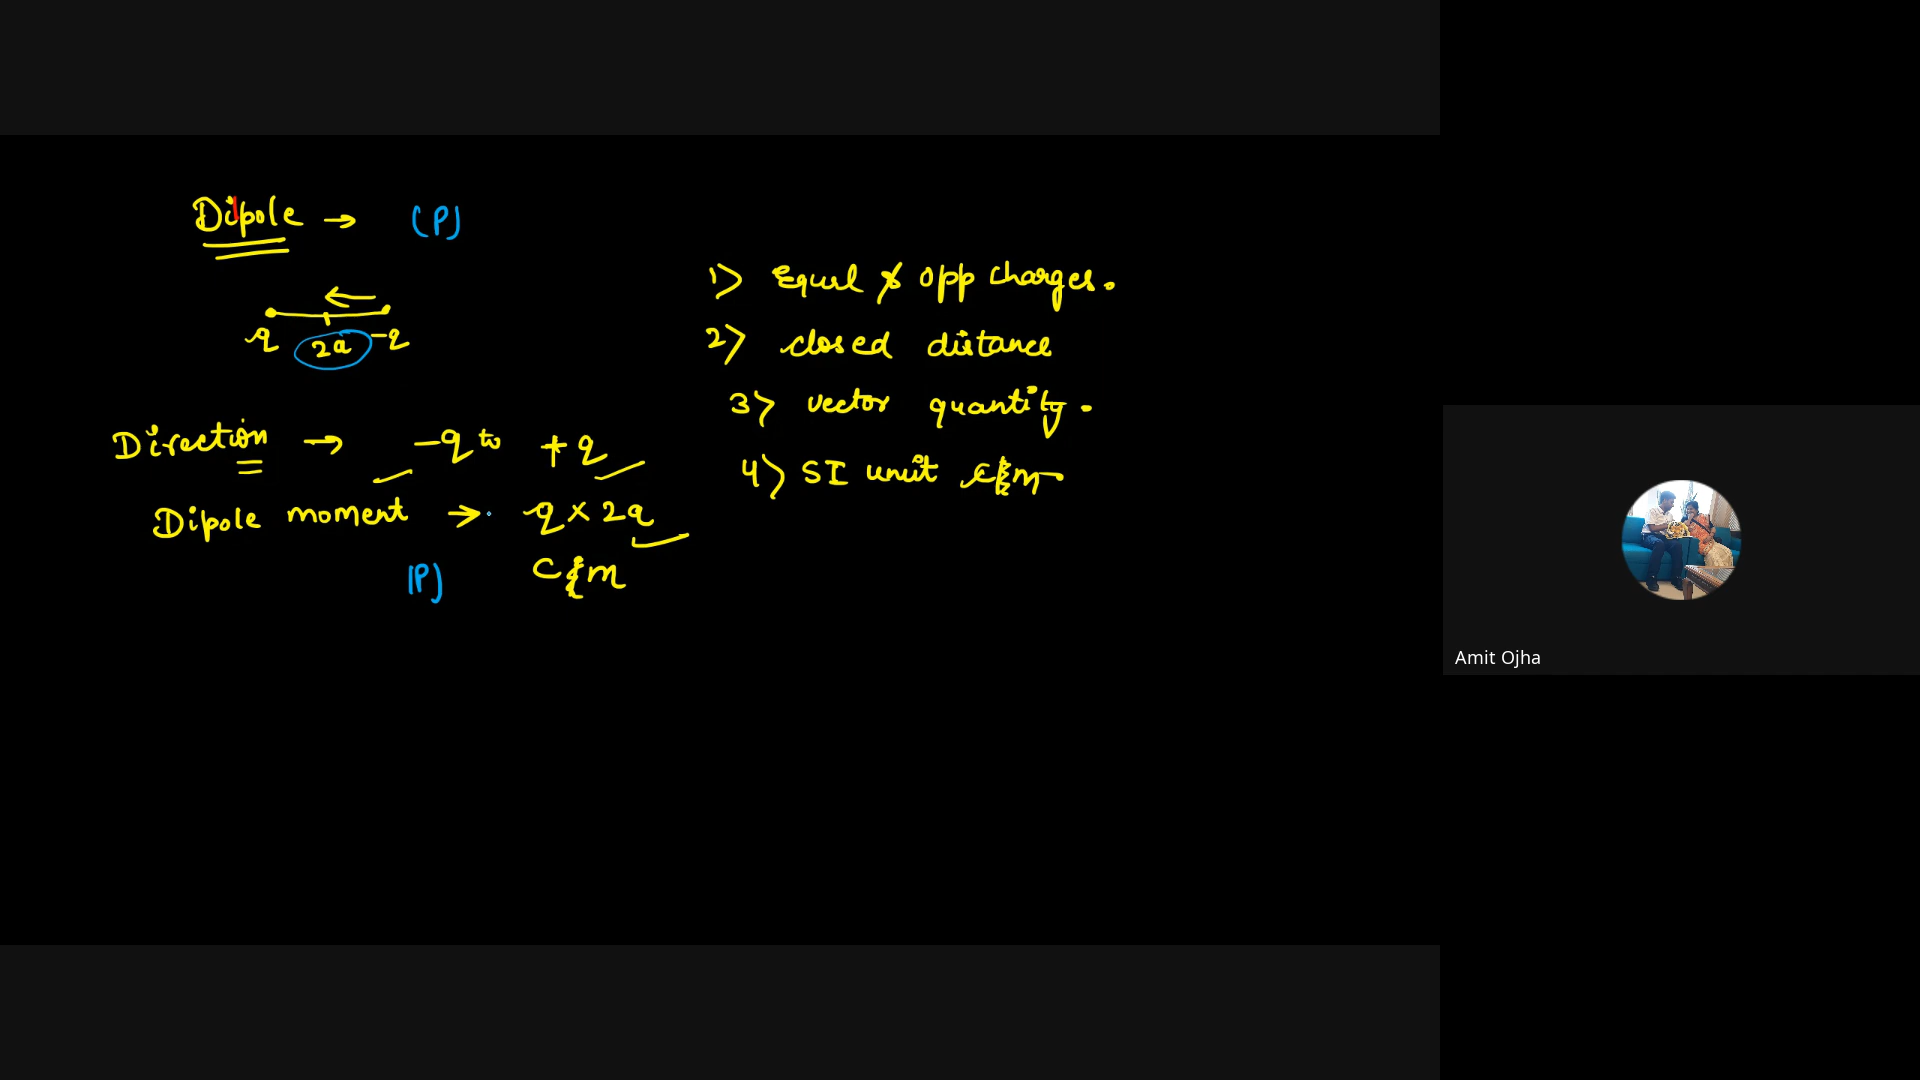 Dipole → (P)
q 2a -q
Direction → -q to +q
Dipole moment → q × 2a
(P) C & m
1> Equal & opp charges.
2> closed distance
3> vector quantity.
4> SI unit C & m
Amit Ojha